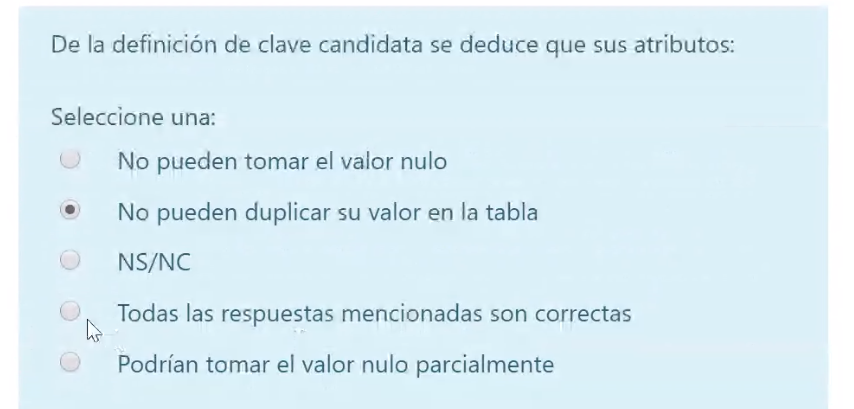 De la definición de clave candidata se deduce que sus atributos:
Seleccione una:
No pueden tomar el valor nulo
No pueden duplicar su valor en la tabla
NS/NC
Todas las respuestas mencionadas son correctas
Podrían tomar el valor nulo parcialmente